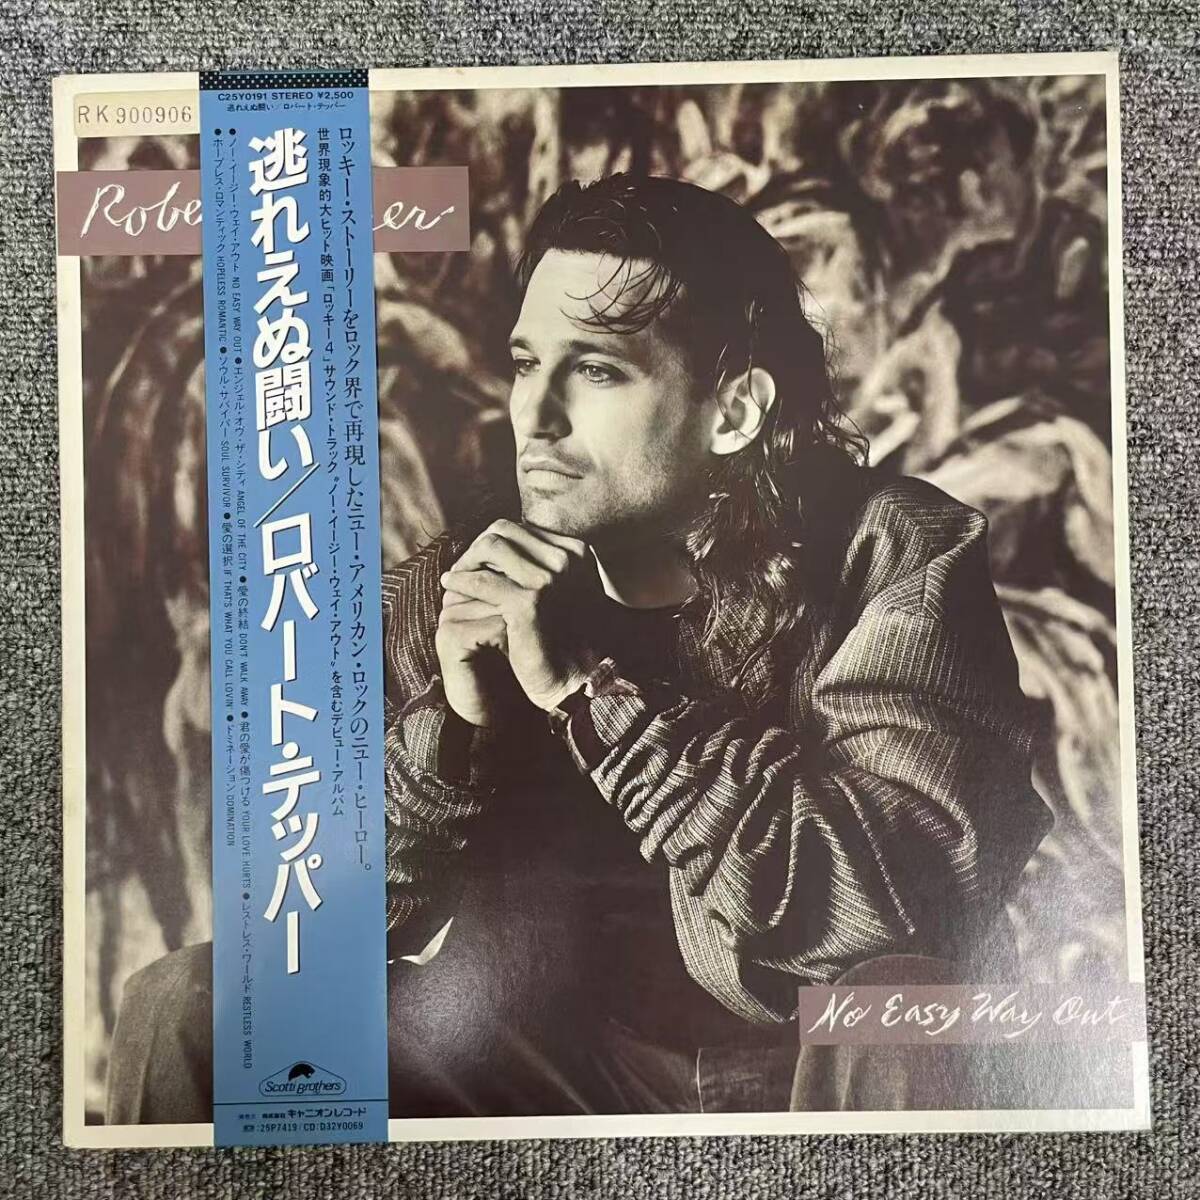 RK 900906
C25Y0191 STEREO ¥2,500
逃れえぬ闘い/ロバート・テッパー
逃れえぬ闘い/ロバート・テッパー
ロッキー・ストーリーをロック界で再現したニュー・アメリカン・ロックのニュー・ヒーロー。
世界現象的大ヒット映画「ロッキー4」サウンド・トラック“ノー・イージー・ウェイ・アウト”を含むデビュー・アルバム
●ノー・イージー・ウェイ・アウト NO EASY WAY OUT ●エンジェル・オヴ・ザ・シティ ANGEL OF THE CITY ●愛の終結 DON'T WALK AWAY ●君の愛が傷つける YOUR LOVE HURTS ●レストレス・ワールド RESTLESS WORLD
●ホープレス・ロマンティック HOPELESS ROMANTIC ●ソウル・サバイバー SOUL SURVIVOR ●愛の選択 IF THAT'S WHAT YOU CALL LOVIN' ● DOMINATION
Scotti Brothers
発売元 株式会社 キャニオンレコード
:25P7419/CD:D32Y0069
Robe er
No Easy Way Out